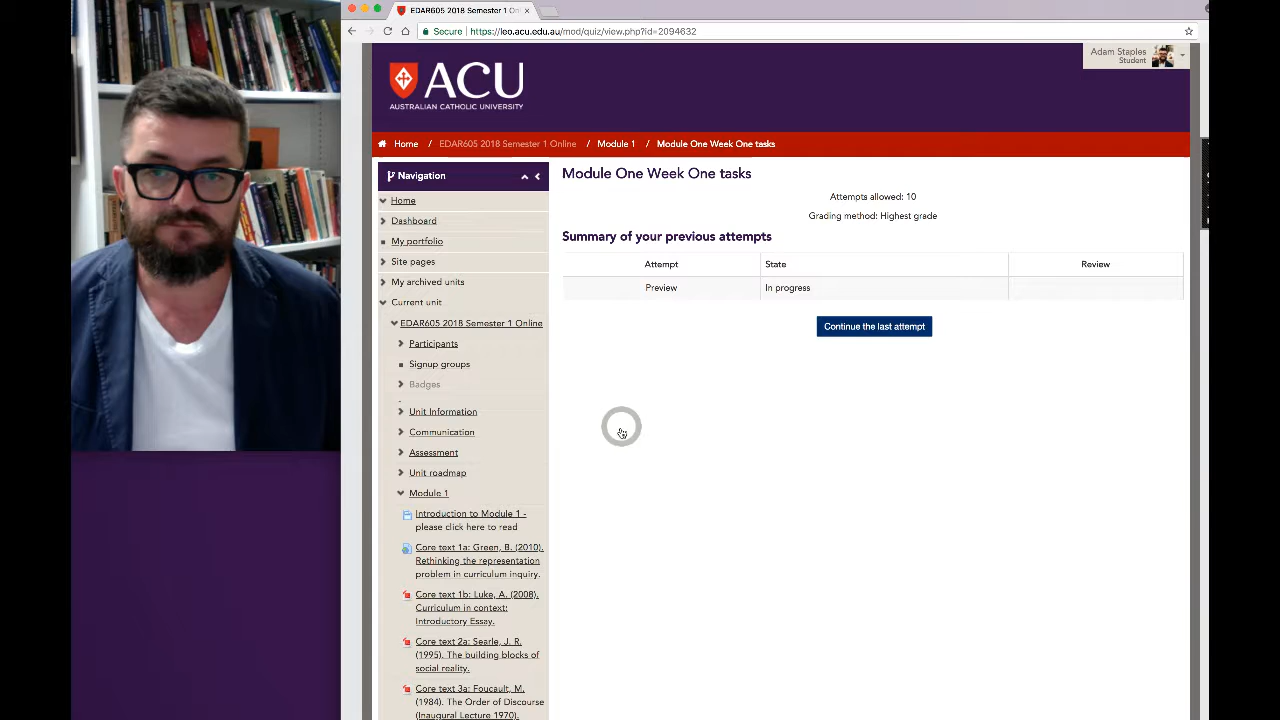 EDAR605 2018 Semester 1 On
Secure
https://leo.acu.edu.au/mod/quiz/view.php?id=2094632
Adam Staples
Student
ACU
AUSTRALIAN CATHOLIC UNIVERSITY
Home / EDAR605 2018 Semester 1 Online / Module 1 / Module One Week One tasks
Navigation
Home
Dashboard
My portfolio
Site pages
My archived units
Current unit
EDAR605 2018 Semester 1 Online
Participants
Signup groups
Badges
Unit Information
Communication
Assessment
Unit roadmap
Module 1
Introduction to Module 1 -
please click here to read
Core text 1a: Green, B. (2010).
Rethinking the representation
problem in curriculum inquiry.
Core text 1b: Luke, A. (2008).
Curriculum in context:
Introductory Essay.
Core text 2a: Searle, J. R.
(1995). The building blocks of
social reality.
Core text 3a: Foucault, M.
(1984). The Order of Discourse
(Inaugural Lecture 1970).
Module One Week One tasks
Attempts allowed: 10
Grading method: Highest grade
Summary of your previous attempts
Attempt State Review
Preview In progress
Continue the last attempt